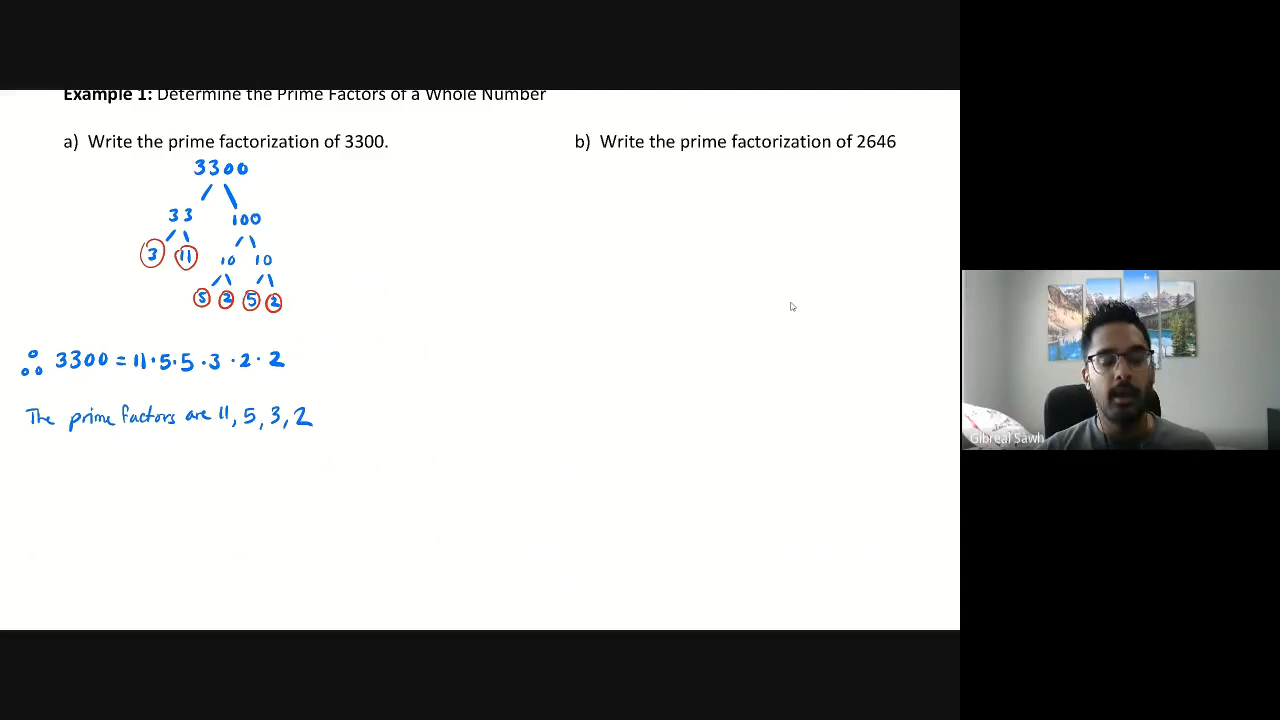 Example 1: Determine the Prime Factors of a Whole Number
a) Write the prime factorization of 3300.
3300
33 100
3 11 10 10
5 2 5 2
∴ 3300 = 11 · 5 · 5 · 3 · 2 · 2
The prime factors are 11, 5, 3, 2
b) Write the prime factorization of 2646
Gibreal Sawh